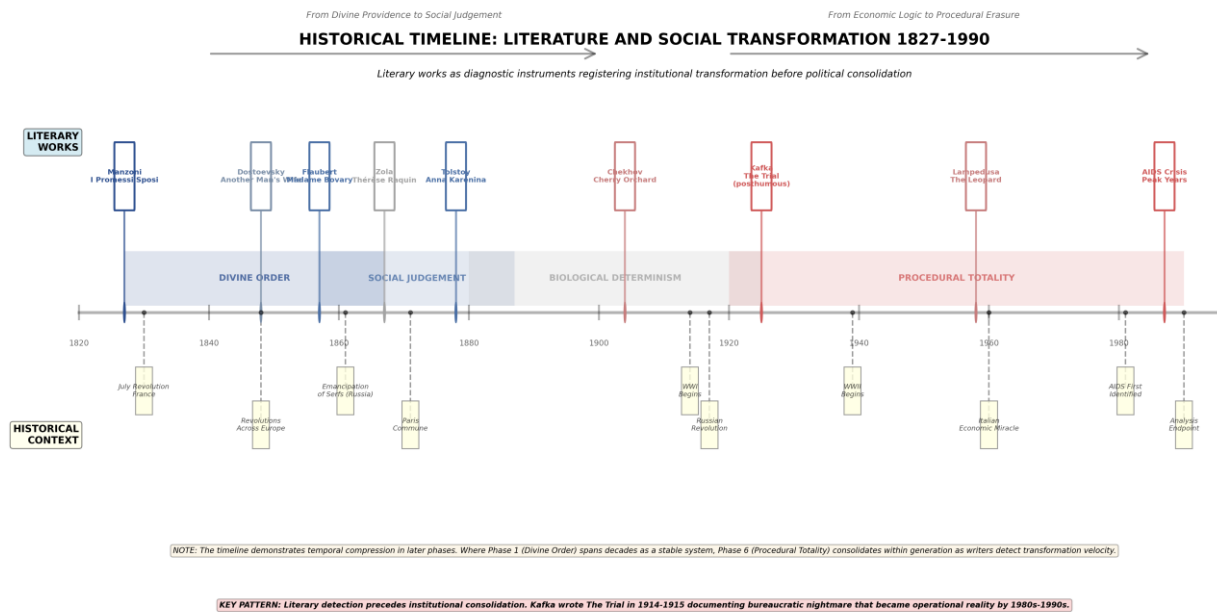 From Divine Providence to Social Judgement
From Economic Logic to Procedural Erasure
HISTORICAL TIMELINE: LITERATURE AND SOCIAL TRANSFORMATION 1827-1990
Literary works as diagnostic instruments registering institutional transformation before political consolidation
LITERARY
WORKS
Manzoni
I Promessi Sposi
Dostoevsky
Another Man's
Flaubert
Madame Bovary
Zola
Thérèse Raquin
Tolstoy
Anna Karenina
Chekhov
Cherry Orchard
Kafka
The Trial
(posthumous)
Lampedusa
The Leopard
AIDS Crisis
Peak Years
DIVINE ORDER
SOCIAL JUDGEMENT
BIOLOGICAL DETERMINISM
PROCEDURAL TOTALITY
1820
1840
1860
1880
1900
1920
1940
1960
1980
July Revolution
France
Emancipation
of Serfs (Russia)
WWI
Begins
WWII
Begins
AIDS First
Identified
HISTORICAL
CONTEXT
Revolutions
Across Europe
Paris
Commune
Russian
Revolution
Italian
Economic Miracle
Analysis
Endpoint
NOTE: The timeline demonstrates temporal compression in later phases. Where Phase 1 (Divine Order) spans decades as a stable system, Phase 6 (Procedural Totality) consolidates within generation as writers detect transformation velocity.
KEY PATTERN: Literary detection precedes institutional consolidation. Kafka wrote The Trial in 1914-1915 documenting bureaucratic nightmare that became operational reality by 1980s-1990s.